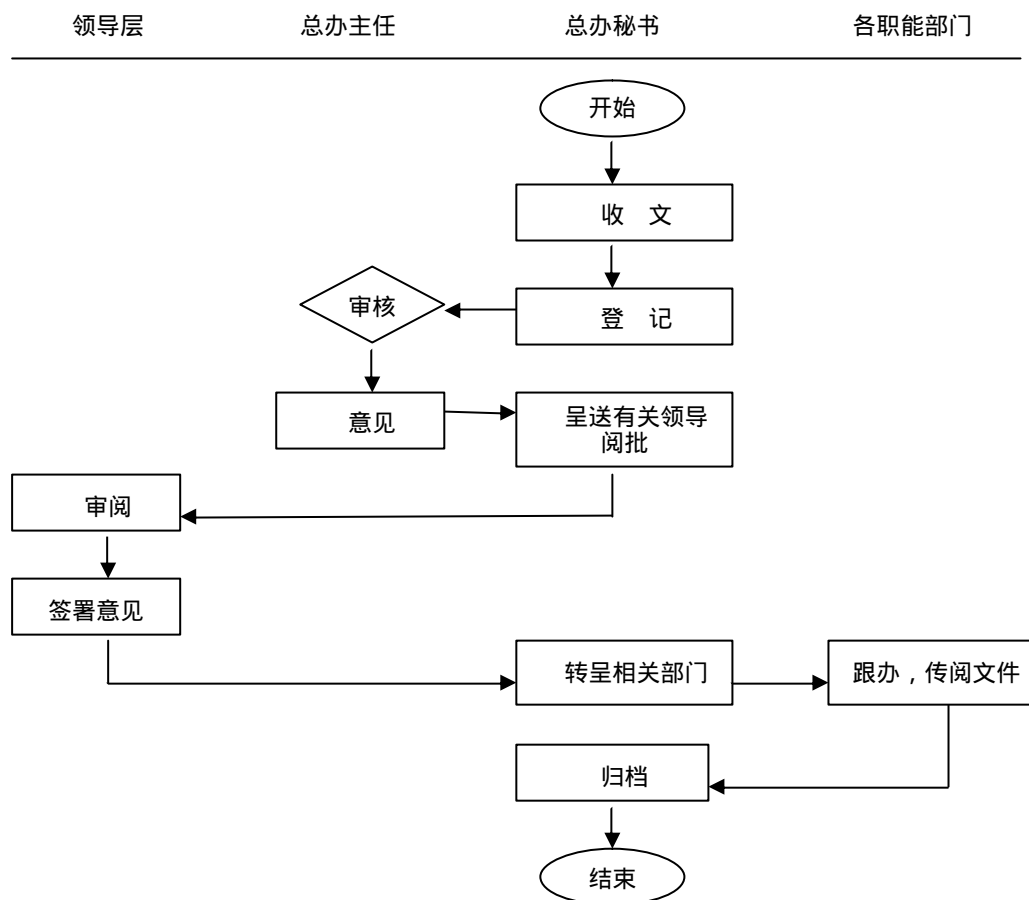 领导层 总办主任 总办秘书 各职能部门
开始
收 文
审核
登 记
意见
呈送有关领导
阅批
审阅
签署意见
转呈相关部门
跟办，传阅文件
归档
结束